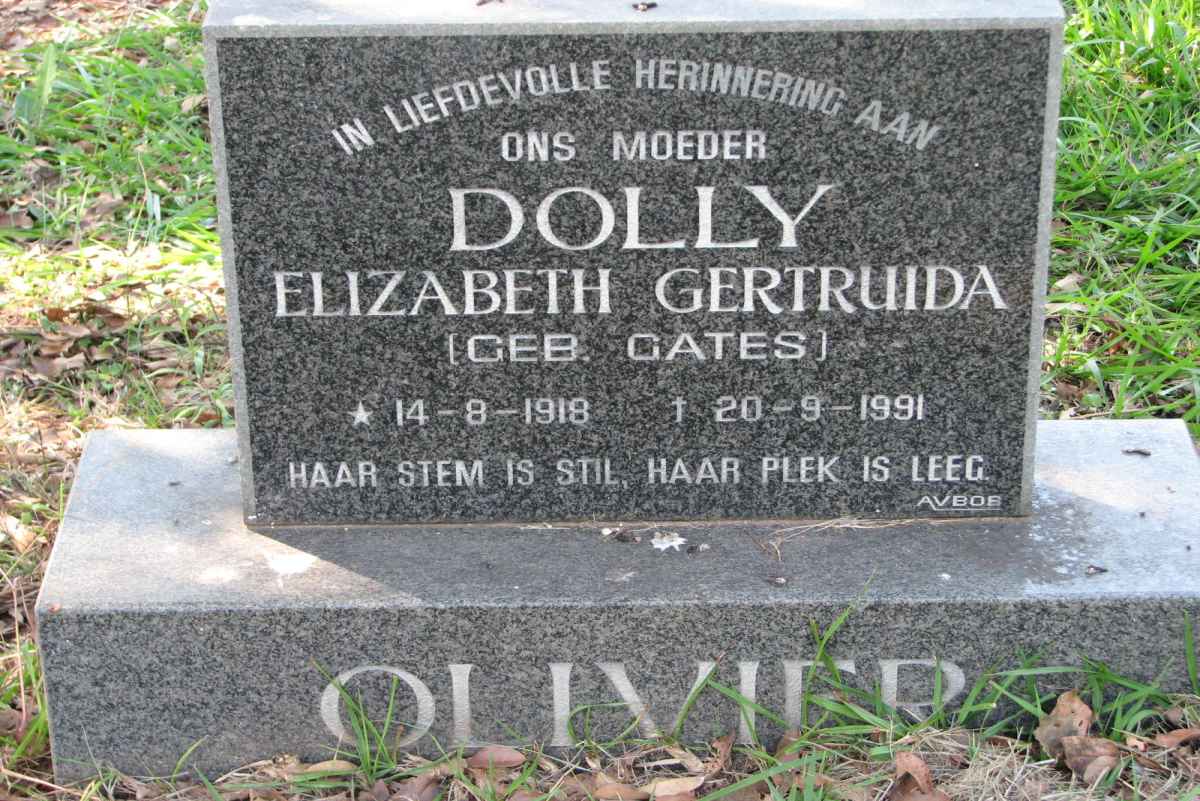 IN LIEFDEVOLLE HERINNERING AAN
ONS MOEDER
DOLLY
ELIZABETH GERTRUIDA
(GEB. GATES)
★ 14-8-1918 † 20-9-1991
HAAR STEM IS STIL, HAAR PLEK IS LEEG.
AVBOB
OLIVIER